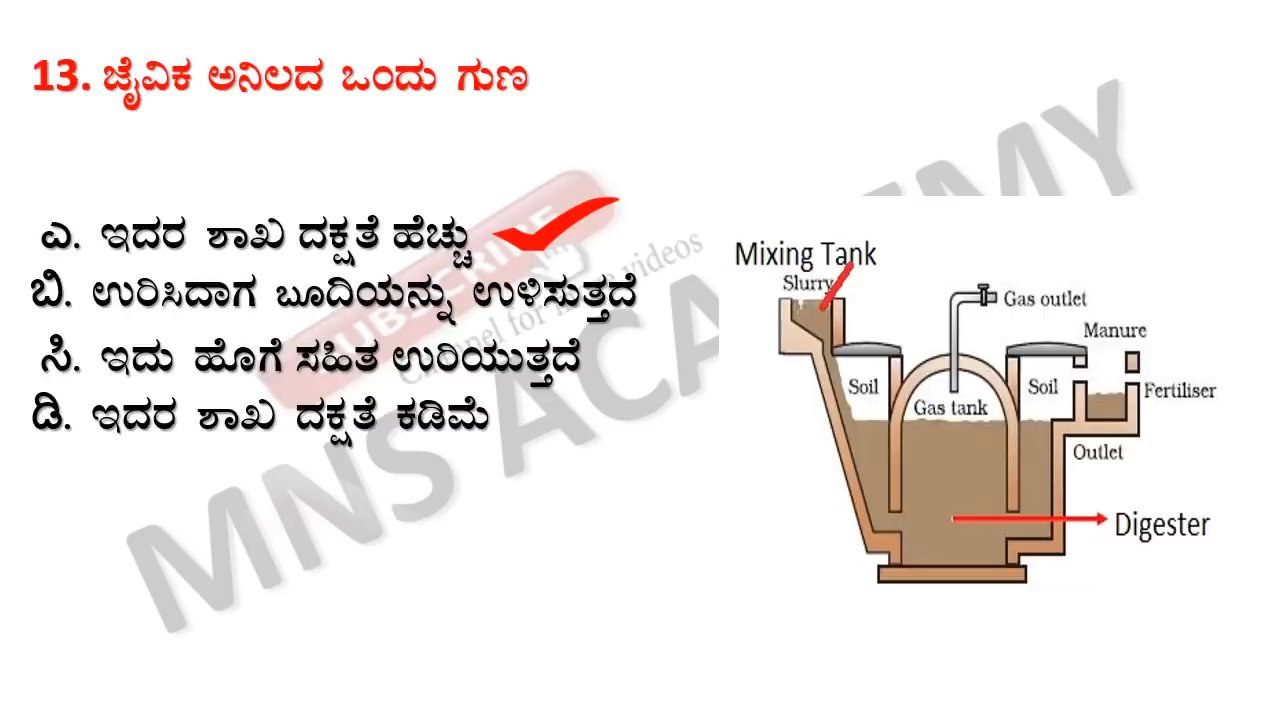 13. ಜೈವಿಕ ಅನಿಲದ ಒಂದು ಗುಣ
ಎ. ಇದರ ಶಾಖ ದಕ್ಷತೆ ಹೆಚ್ಚು
ಬಿ. ಉರಿಸಿದಾಗ ಬೂದಿಯನ್ನು ಉಳಿಸುತ್ತದೆ
ಸಿ. ಇದು ಹೊಗೆ ಸಹಿತ ಉರಿಯುತ್ತದೆ
ಡಿ. ಇದರ ಶಾಖ ದಕ್ಷತೆ ಕಡಿಮೆ
Mixing Tank
Slurry
Gas outlet
Manure
Soil
Gas tank
Soil
Fertiliser
Outlet
Digester
SUBSCRIBE
MNS ACADEMY